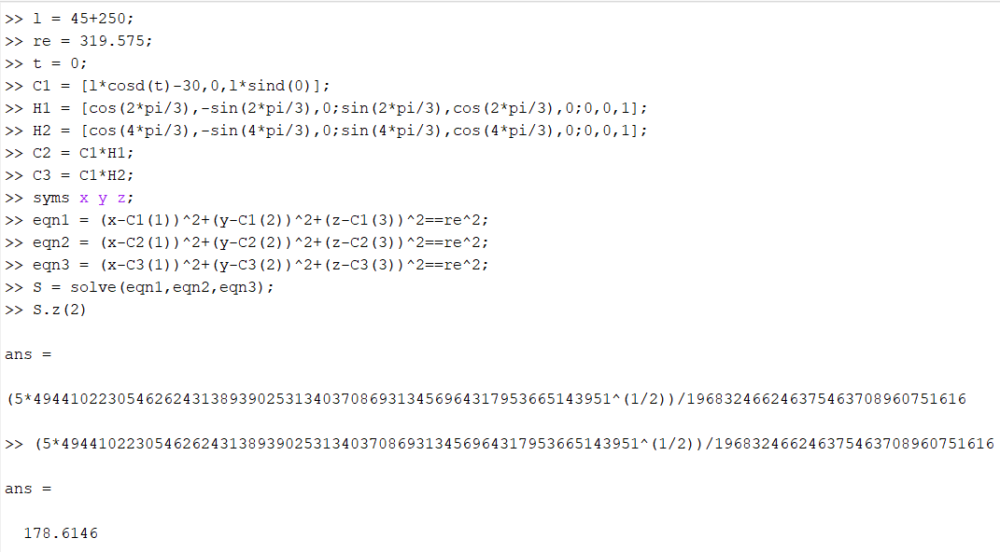 >> l = 45+250;
>> re = 319.575;
>> t = 0;
>> C1 = [l*cosd(t)-30,0,l*sind(0)];
>> H1 = [cos(2*pi/3),-sin(2*pi/3),0;sin(2*pi/3),cos(2*pi/3),0;0,0,1];
>> H2 = [cos(4*pi/3),-sin(4*pi/3),0;sin(4*pi/3),cos(4*pi/3),0;0,0,1];
>> C2 = C1*H1;
>> C3 = C1*H2;
>> syms x y z;
>> eqn1 = (x-C1(1))^2+(y-C1(2))^2+(z-C1(3))^2==re^2;
>> eqn2 = (x-C2(1))^2+(y-C2(2))^2+(z-C2(3))^2==re^2;
>> eqn3 = (x-C3(1))^2+(y-C3(2))^2+(z-C3(3))^2==re^2;
>> S = solve(eqn1,eqn2,eqn3);
>> S.z(2)
ans =
(5*49441022305462624313893902531340370869313456964317953665143951^(1/2))/196832466246375463708960751616
>> (5*49441022305462624313893902531340370869313456964317953665143951^(1/2))/196832466246375463708960751616
ans =
178.6146